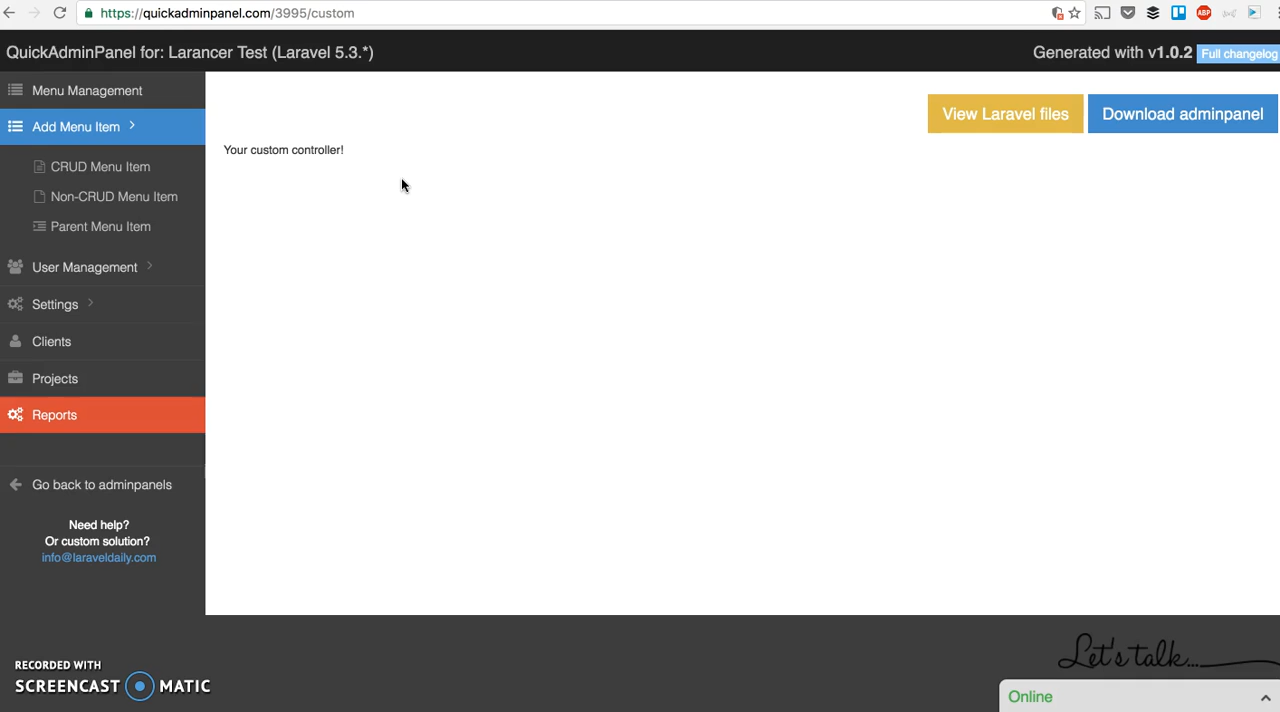 https://quickadminpanel.com/3995/custom
ABP
QuickAdminPanel for: Larancer Test (Laravel 5.3.*)
Generated with v1.0.2 Full changelog
Menu Management
Add Menu Item
CRUD Menu Item
Non-CRUD Menu Item
Parent Menu Item
User Management
Settings
Clients
Projects
Reports
Go back to adminpanels
Need help?
Or custom solution?
info@laraveldaily.com
View Laravel files
Download adminpanel
Your custom controller!
RECORDED WITH
SCREENCAST MATIC
Let's talk...
Online